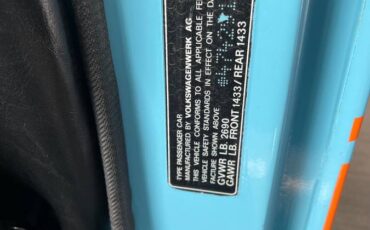 TYPE PASSENGER CAR
MANUFACTURED BY VOLKSWAGENWERK AG
THIS VEHICLE CONFORMS TO ALL APPLICABLE
VEHICLE SAFETY STANDARDS IN EFFECT ON THE
FACTURE SHOWN ABOVE
GVWR LB. 2690
GAWR LB. FRONT 1433 / REAR 1433